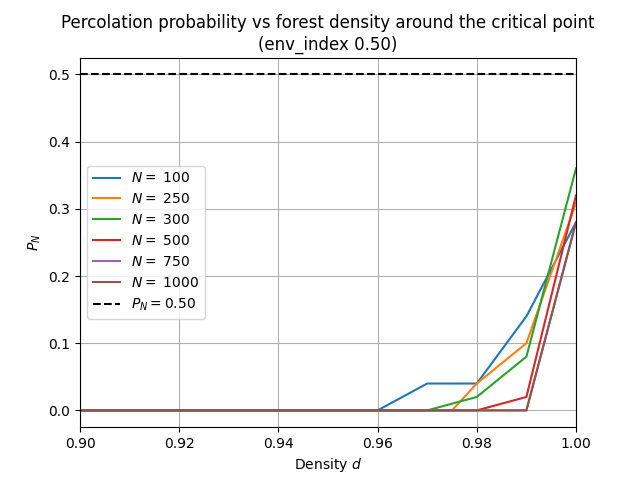 Percolation probability vs forest density around the critical point
(env_index 0.50)
0.5
0.4
0.3
0.2
0.1
0.0
P_N
N = 100
N = 250
N = 300
N = 500
N = 750
N = 1000
P_N = 0.50
0.90 0.92 0.94 0.96 0.98 1.00
Density d